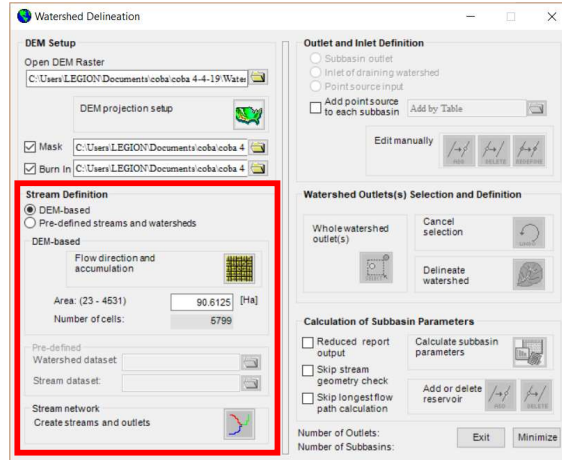 Watershed Delineation
DEM Setup
Open DEM Raster
C:\Users\LEGION\Documents\coba\coba 4-4-19\Water
DEM projection setup
Mask
C:\Users\LEGION\Documents\coba\coba 4
Burn In
C:\Users\LEGION\Documents\coba\coba 4
Stream Definition
DEM-based
Pre-defined streams and watersheds
DEM-based
Flow direction and
accumulation
Area: (23 - 4531)
90.6125
[Ha]
Number of cells:
5799
Pre-defined
Watershed dataset:
Stream dataset:
Stream network
Create streams and outlets
Outlet and Inlet Definition
Subbasin outlet
Inlet of draining watershed
Point source input
Add point source
to each subbasin
Add by Table
Edit manually
ADD
DELETE
REDEFINE
Watershed Outlets(s) Selection and Definition
Whole watershed
outlet(s)
Cancel
selection
Delineate
watershed
Calculation of Subbasin Parameters
Reduced report
output
Skip stream
geometry check
Skip longest flow
path calculation
Calculate subbasin
parameters
Add or delete
reservoir
ADD
DELETE
Number of Outlets:
Number of Subbasins:
Exit
Minimize